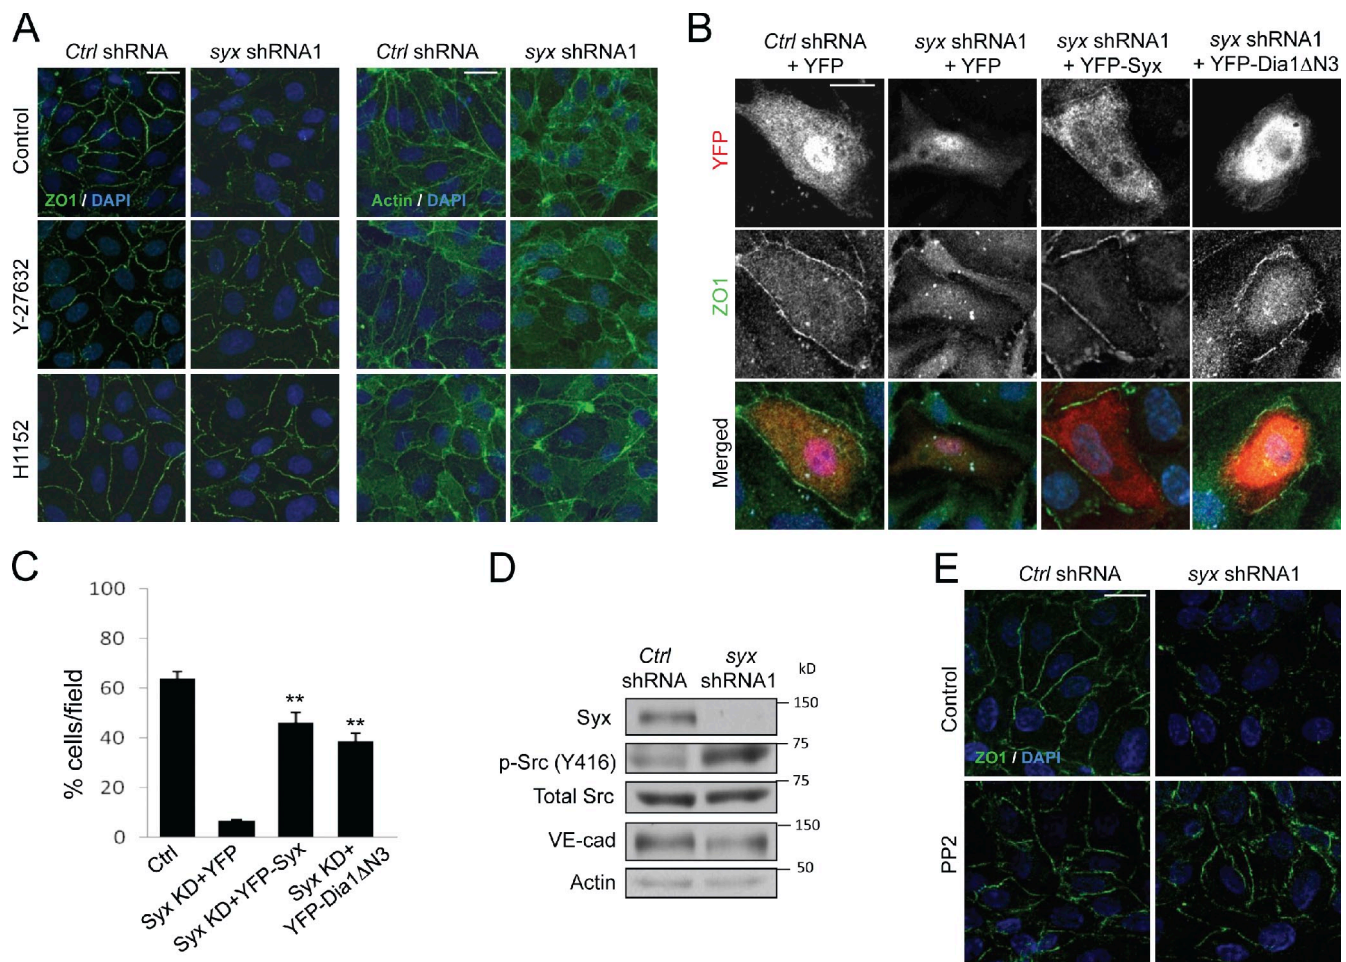 A
Ctrl shRNA
syx shRNA1
Ctrl shRNA
syx shRNA1
Control
ZO1 / DAPI
Actin / DAPI
Y-27632
H1152
B
Ctrl shRNA
+ YFP
syx shRNA1
+ YFP
syx shRNA1
+ YFP-Syx
syx shRNA1
+ YFP-Dia1ΔN3
YFP
ZO1
Merged
C
% cells/field
100
80
60
40
20
0
**
**
Ctrl
Syx KD+YFP
Syx KD+YFP-Syx
Syx KD+
YFP-Dia1ΔN3
D
Ctrl
shRNA
syx
shRNA1
kD
Syx
150
p-Src (Y416)
75
Total Src
75
VE-cad
150
Actin
50
E
Ctrl shRNA
syx shRNA1
Control
ZO1 / DAPI
PP2